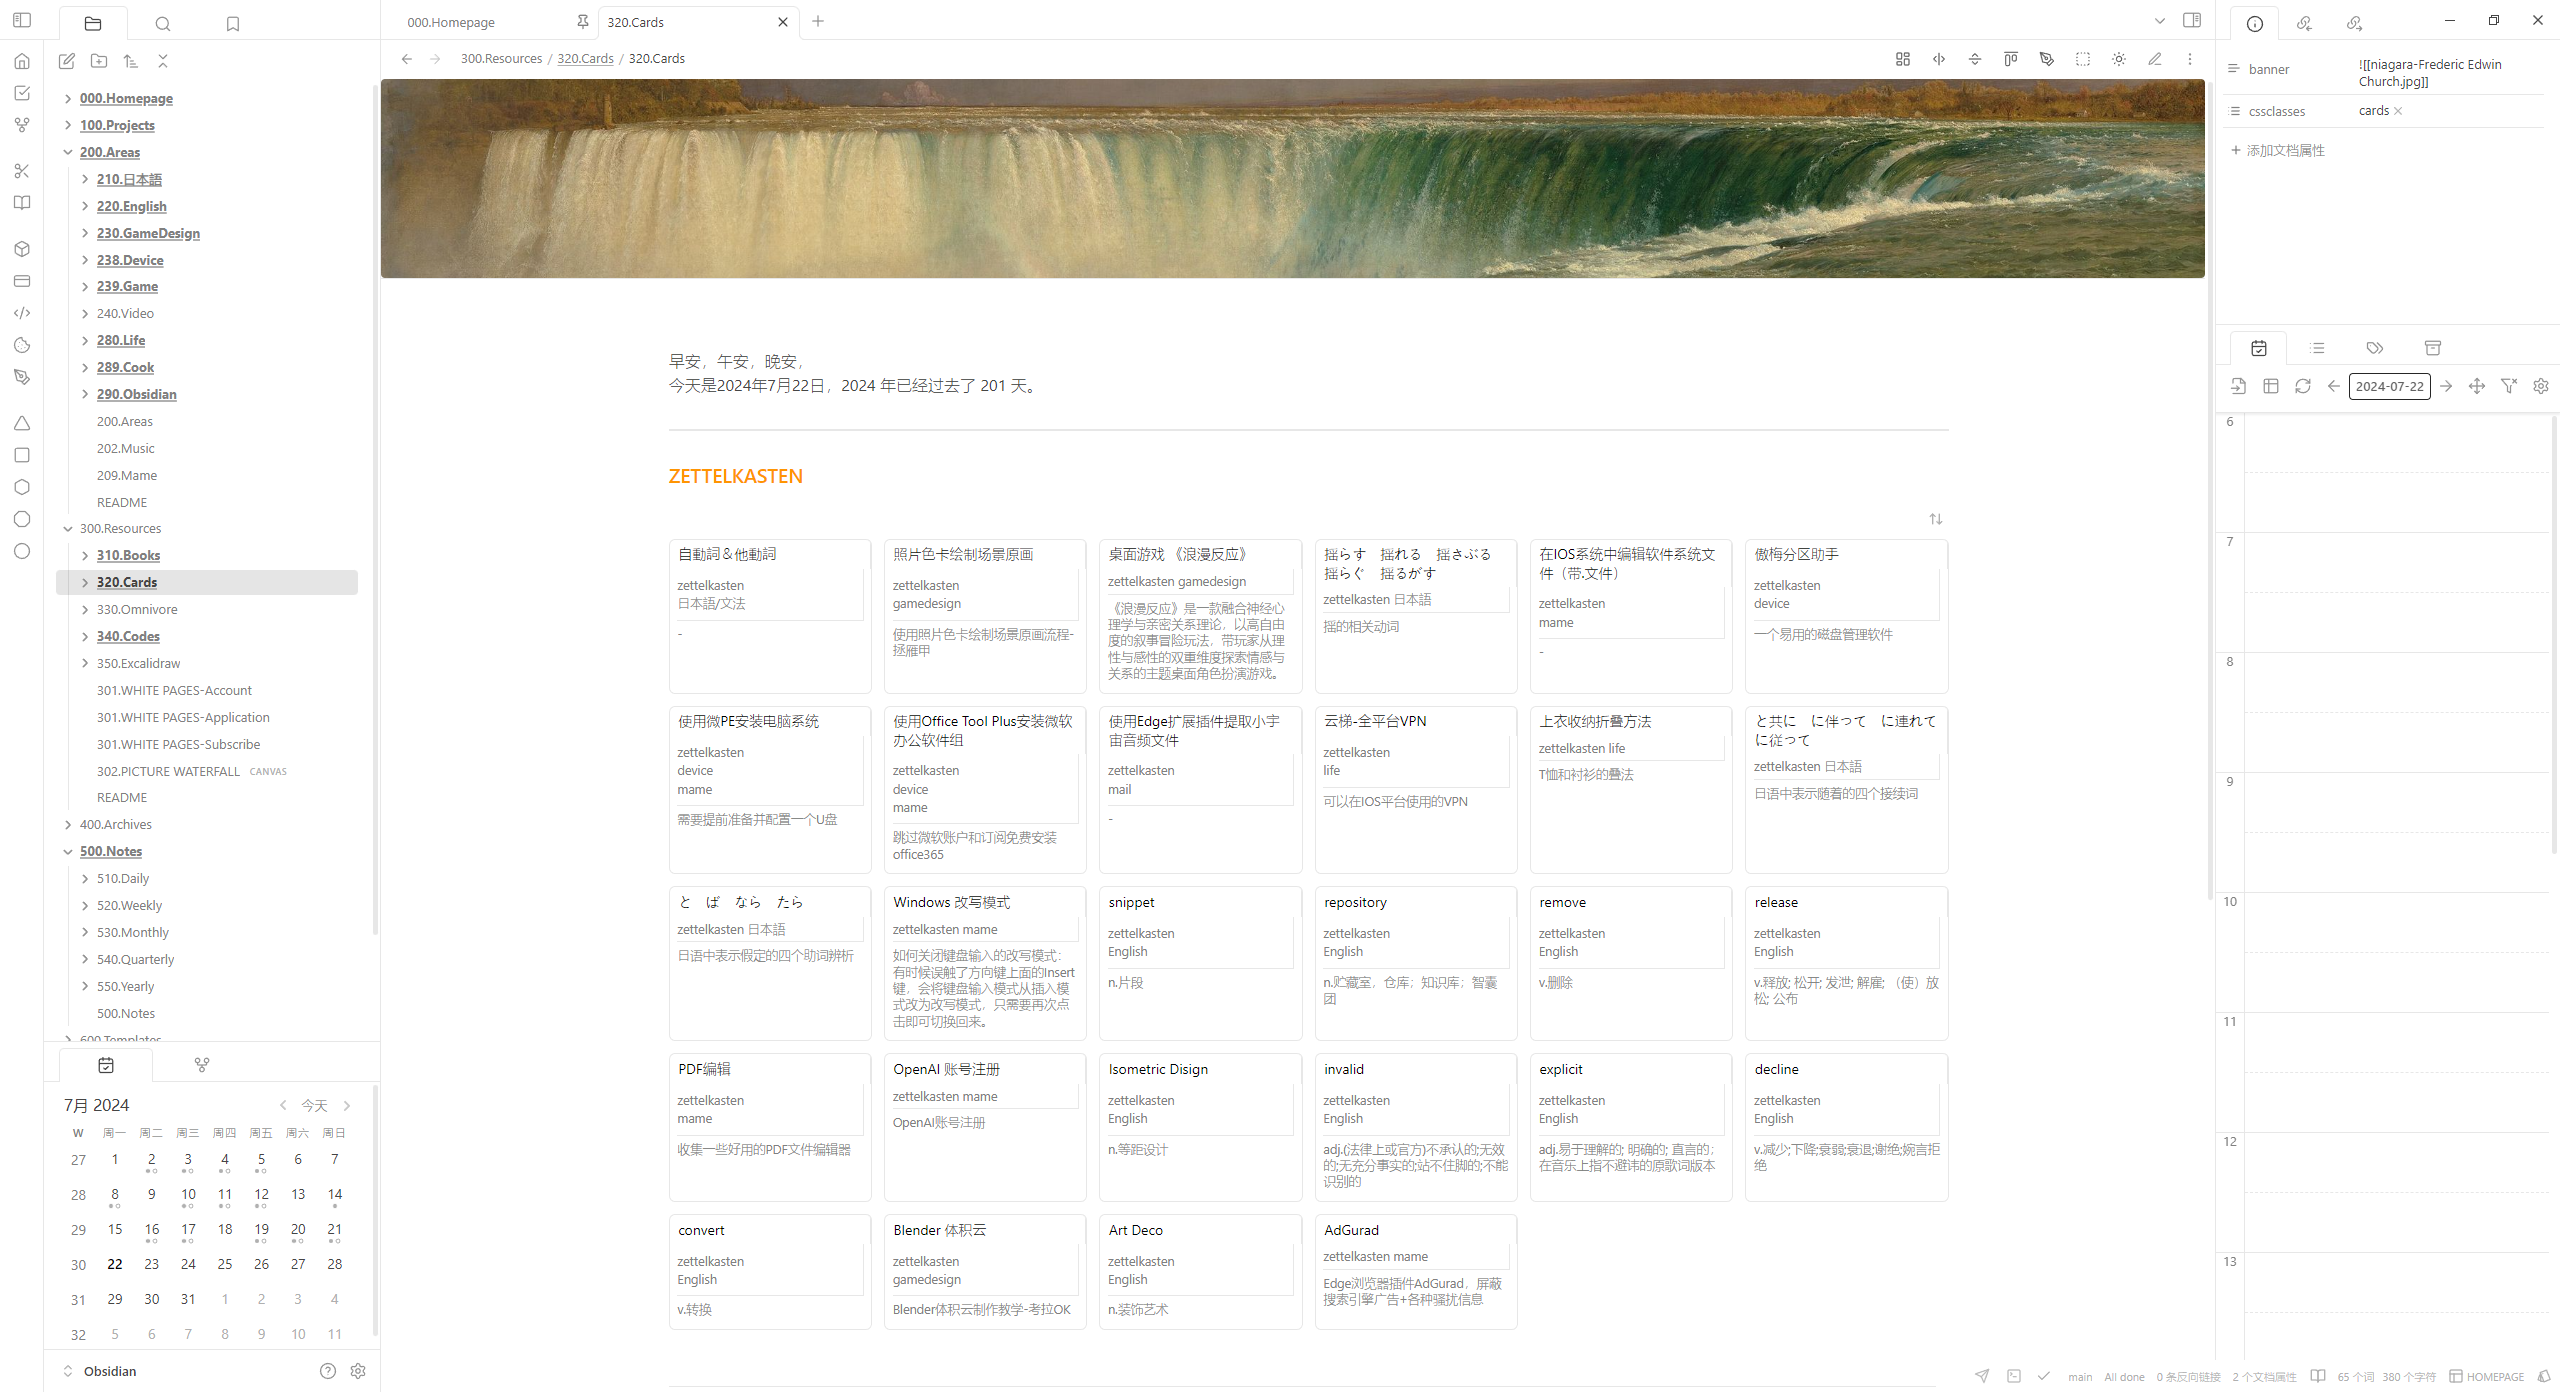 000.Homepage
320.Cards
300.Resources / 320.Cards / 320.Cards
000.Homepage
100.Projects
200.Areas
210.日本語
220.English
230.GameDesign
238.Device
239.Game
240.Video
280.Life
289.Cook
290.Obsidian
200.Areas
202.Music
209.Mame
README
300.Resources
310.Books
320.Cards
330.Omnivore
340.Codes
350.Excalidraw
301.WHITE PAGES-Account
301.WHITE PAGES-Application
301.WHITE PAGES-Subscribe
302.PICTURE WATERFALL CANVAS
README
400.Archives
500.Notes
510.Daily
520.Weekly
530.Monthly
540.Quarterly
550.Yearly
500.Notes
600.Templates
7月 2024 今天
W 周一 周二 周三 周四 周五 周六 周日
27 1 2 3 4 5 6 7
28 8 9 10 11 12 13 14
29 15 16 17 18 19 20 21
30 22 23 24 25 26 27 28
31 29 30 31 1 2 3 4
32 5 6 7 8 9 10 11
Obsidian
早安，午安，晚安，
今天是2024年7月22日，2024 年已经过去了 201 天。
ZETTELKASTEN
自動詞＆他動詞
zettelkasten
日本語/文法
-
照片色卡绘制场景原画
zettelkasten
gamedesign
使用照片色卡绘制场景原画流程-
拯雁甲
桌面游戏 《浪漫反应》
zettelkasten gamedesign
《浪漫反应》是一款融合神经心
理学与亲密关系理论，以高自由
度的叙事冒险玩法，带玩家从理
性与感性的双重维度探索情感与
关系的主题桌面角色扮演游戏。
揺らす　揺れる　揺さぶる
揺らぐ　揺るがす
zettelkasten 日本語
揺的相关动词
在IOS系统中编辑软件系统文
件（带.文件）
zettelkasten
mame
-
傲梅分区助手
zettelkasten
device
一个易用的磁盘管理软件
使用微PE安装电脑系统
zettelkasten
device
mame
需要提前准备并配置一个U盘
使用Office Tool Plus安装微软
办公软件组
zettelkasten
device
mame
跳过微软账户和订阅免费安装
office365
使用Edge扩展插件提取小宇
宙音频文件
zettelkasten
mail
-
云梯-全平台VPN
zettelkasten
life
可以在IOS平台使用的VPN
上衣收纳折叠方法
zettelkasten life
T恤和衬衫的叠法
と共に　に伴って　に連れて
に従って
zettelkasten 日本語
日语中表示随着的四个接续词
と　ば　なら　たら
zettelkasten 日本語
日语中表示假定的四个助词辨析
Windows 改写模式
zettelkasten mame
如何关闭键盘输入的改写模式：
有时候误触了方向键上面的Insert
键，会将键盘输入模式从插入模
式改为改写模式，只需要再次点
击即可切换回来。
snippet
zettelkasten
English
n.片段
repository
zettelkasten
English
n.贮藏室，仓库；知识库；智囊
团
remove
zettelkasten
English
v.删除
release
zettelkasten
English
v.释放; 松开; 发泄; 解雇; （使）放
松; 公布
PDF编辑
zettelkasten
mame
收集一些好用的PDF文件编辑器
OpenAI 账号注册
zettelkasten mame
OpenAI账号注册
Isometric Disign
zettelkasten
English
n.等距设计
invalid
zettelkasten
English
adj.(法律上或官方)不承认的;无效
的;无充分事实的;站不住脚的;不能
识别的
explicit
zettelkasten
English
adj.易于理解的; 明确的; 直言的;
在音乐上指不避讳的原歌词版本
decline
zettelkasten
English
v.减少;下降;衰弱;衰退;谢绝;婉言拒
绝
convert
zettelkasten
English
v.转换
Blender 体积云
zettelkasten
gamedesign
Blender体积云制作教学-考拉OK
Art Deco
zettelkasten
English
n.装饰艺术
AdGurad
zettelkasten mame
Edge浏览器插件AdGurad，屏蔽
搜索引擎广告+各种骚扰信息
banner ![[niagara-Frederic Edwin
Church.jpg]]
cssclasses cards
添加文档属性
2024-07-22
6
7
8
9
10
11
12
13
main All done 0 条反向链接 2 个文档属性 65 个词 380 个字符 HOMEPAGE